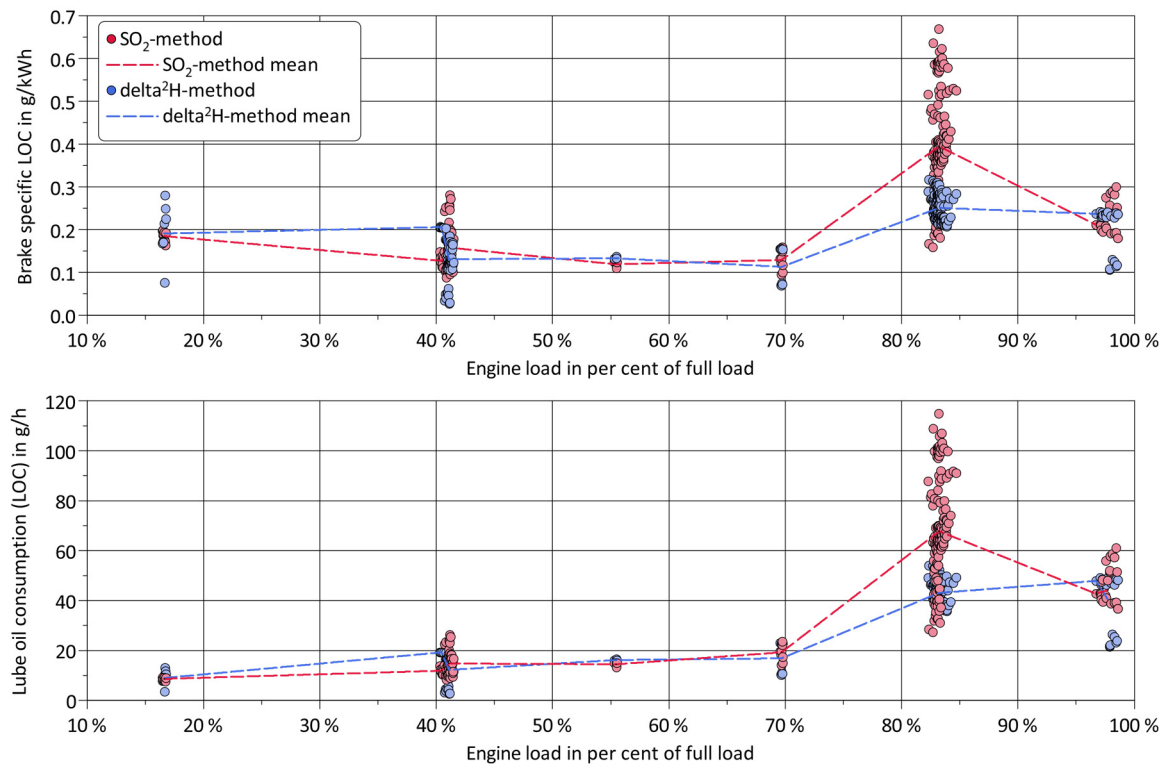 0.7
0.6
0.5
0.4
0.3
0.2
0.1
0.0
Brake specific LOC in g/kWh
SO₂-method
SO₂-method mean
delta²H-method
delta²H-method mean
10 % 20 % 30 % 40 % 50 % 60 % 70 % 80 % 90 % 100 %
Engine load in per cent of full load
120
100
80
60
40
20
0
Lube oil consumption (LOC) in g/h
10 % 20 % 30 % 40 % 50 % 60 % 70 % 80 % 90 % 100 %
Engine load in per cent of full load